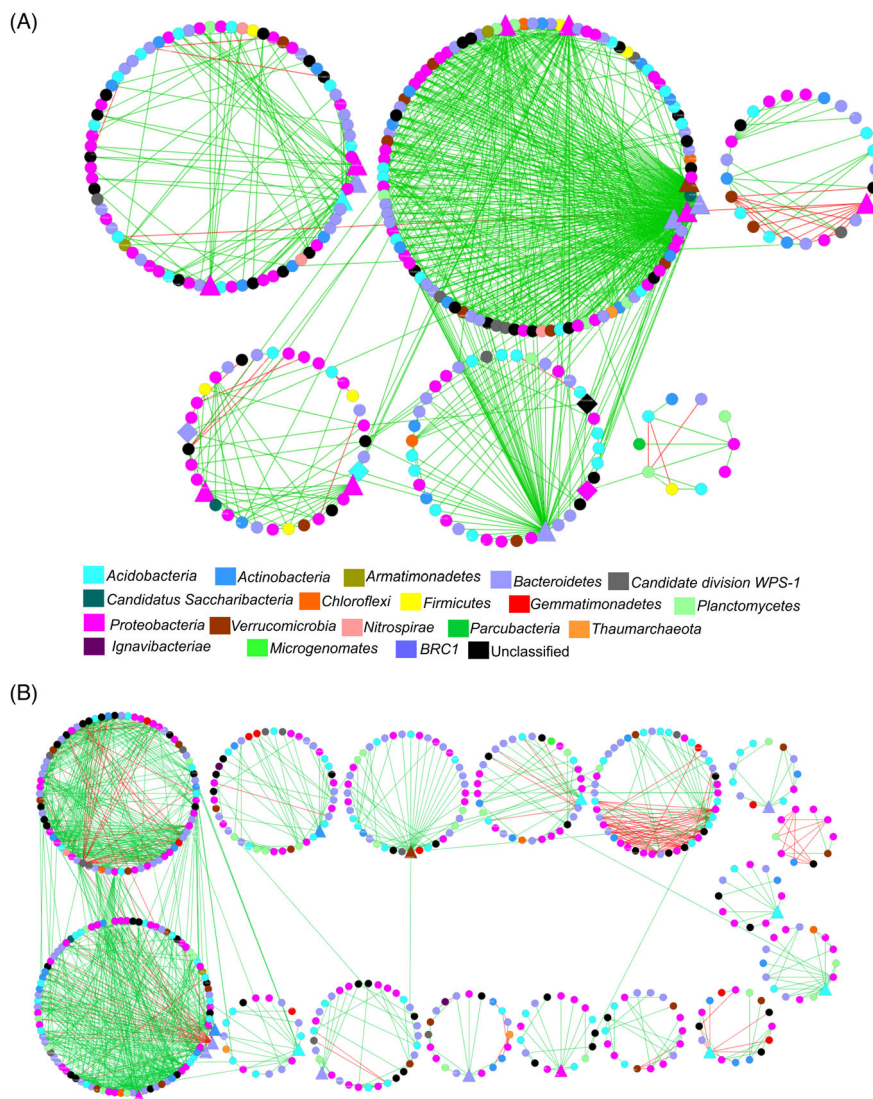 (A)
Acidobacteria Actinobacteria Armatimonadetes Bacteroidetes Candidate division WPS-1
Candidatus Saccharibacteria Chloroflexi Firmicutes Gemmatimonadetes Planctomycetes
Proteobacteria Verrucomicrobia Nitrospirae Parcubacteria Thaumarchaeota
Ignavibacteriae Microgenomates BRC1 Unclassified
(B)